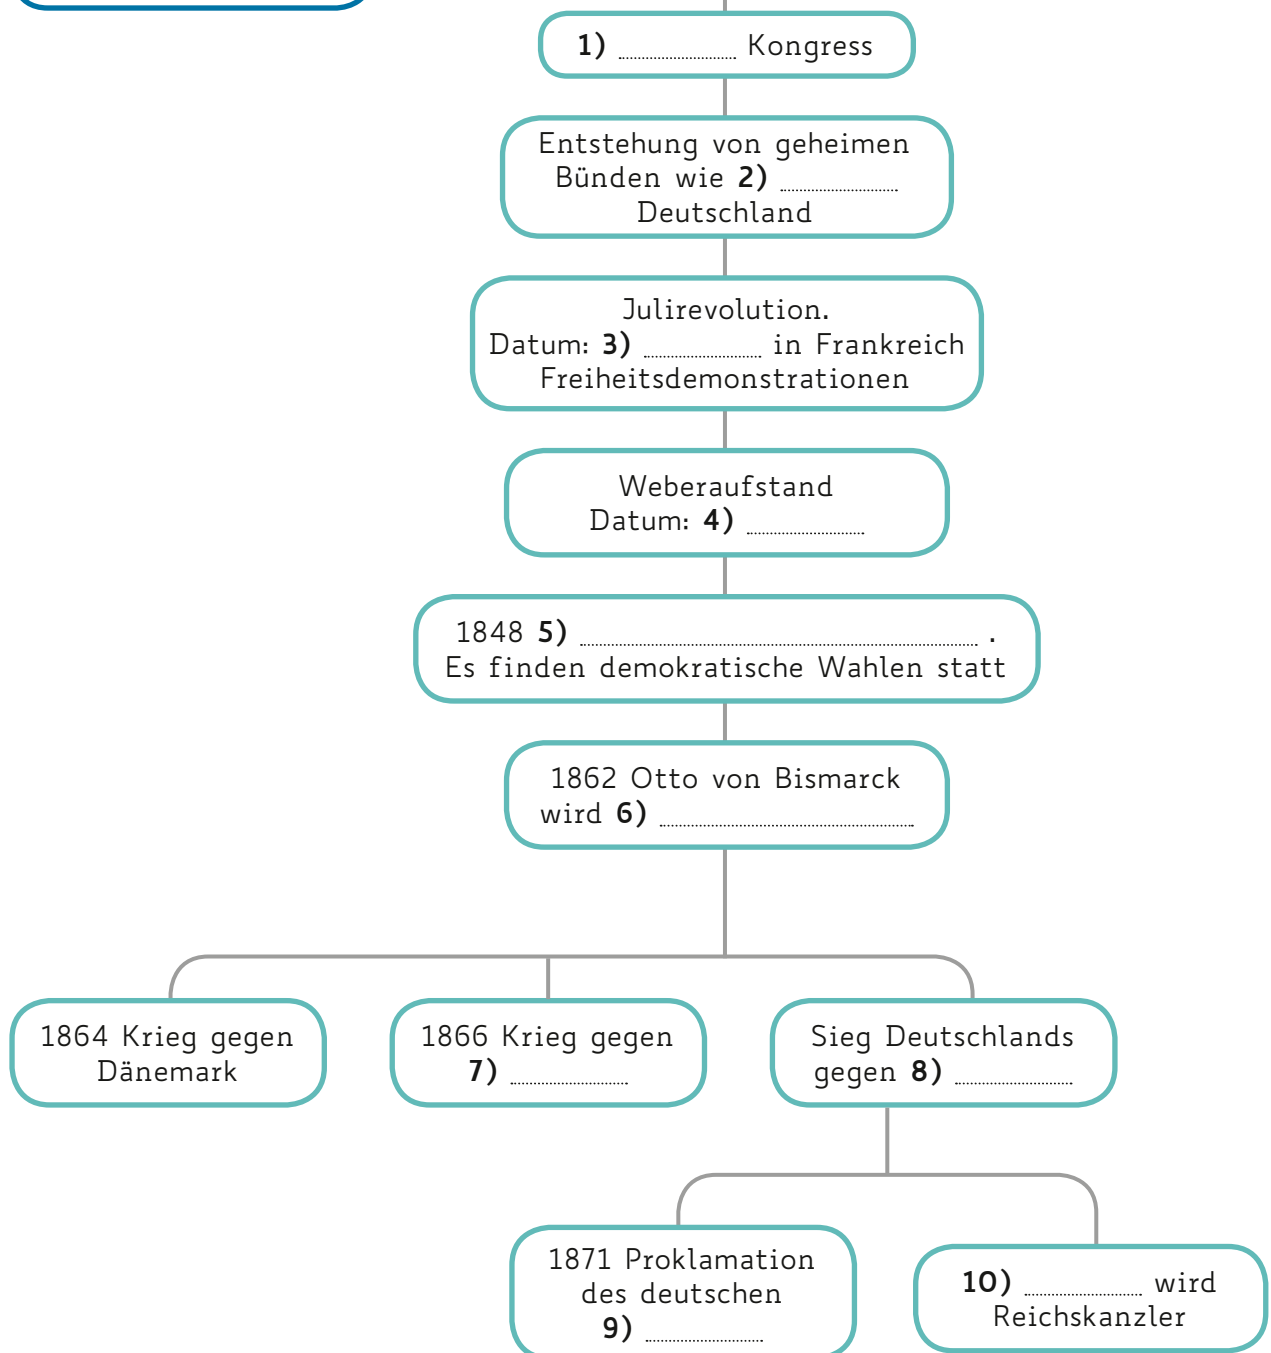 1) ............ Kongress
Entstehung von geheimen
Bünden wie 2) ............
Deutschland
Julirevolution.
Datum: 3) ............ in Frankreich
Freiheitsdemonstrationen
Weberaufstand
Datum: 4) ............
1848 5) ........................................ .
Es finden demokratische Wahlen statt
1862 Otto von Bismarck
wird 6) ..........................
1864 Krieg gegen
Dänemark
1866 Krieg gegen
7) ............
Sieg Deutschlands
gegen 8) ............
1871 Proklamation
des deutschen
9) ............
10) ............ wird
Reichskanzler